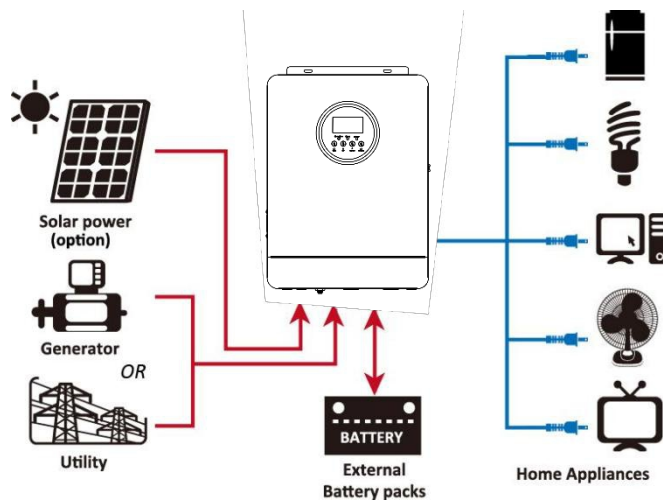 Solar power
(option)
Generator
OR
Utility
BATTERY
External
Battery packs
Home Appliances